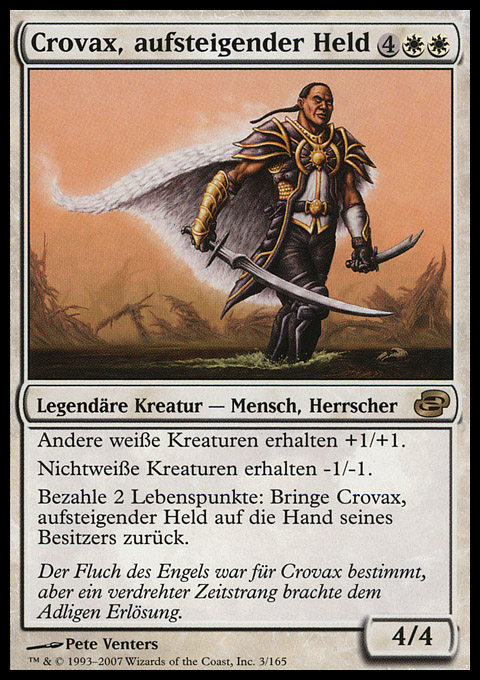 Crovax, aufsteigender Held 4
Legendäre Kreatur — Mensch, Herrscher
Andere weiße Kreaturen erhalten +1/+1.
Nichtweiße Kreaturen erhalten -1/-1.
Bezahle 2 Lebenspunkte: Bringe Crovax,
aufsteigender Held auf die Hand seines
Besitzers zurück.
Der Fluch des Engels war für Crovax bestimmt,
aber ein verdrehter Zeitstrang brachte dem
Adligen Erlösung.
Pete Venters
4/4
™ & © 1993–2007 Wizards of the Coast, Inc. 3/165